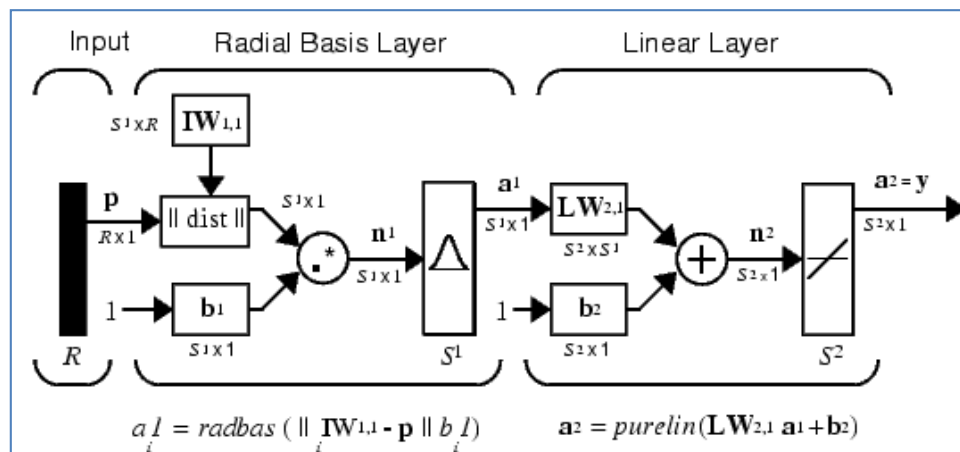 Input Radial Basis Layer Linear Layer
S1xR IW1,1
p || dist || S1x1 a1 LW2,1 a2 = y
Rx1 .* n1 S1x1 S2xS1 + n2 S2x1
S1x1 S2x1
1 b1 1 b2
R S1x1 S1 S2x1 S2
ai1 = radbas ( || iIW1,1 - p || bi1) a2 = purelin(LW2,1 a1 + b2)